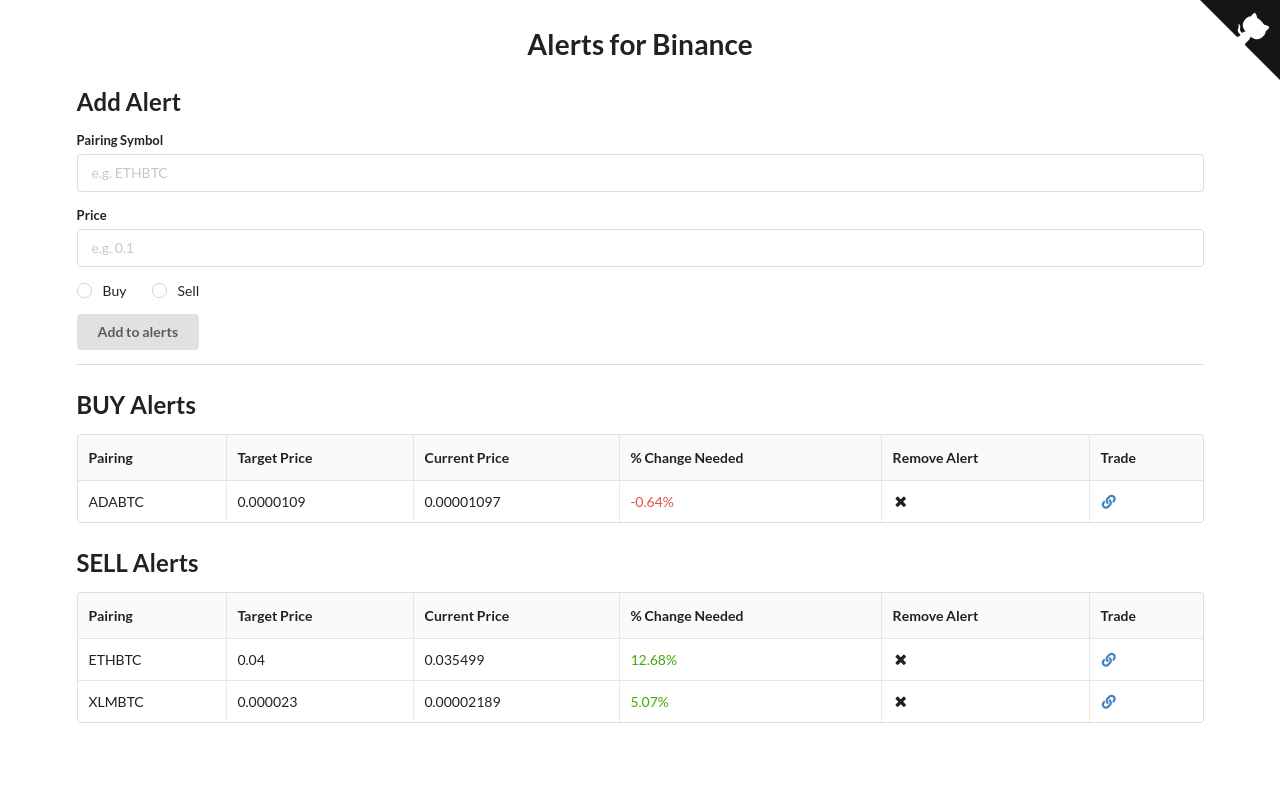 Alerts for Binance
Add Alert
Pairing Symbol
e.g. ETHBTC
Price
e.g. 0.1
Buy Sell
Add to alerts
BUY Alerts
Pairing Target Price Current Price % Change Needed Remove Alert Trade
ADABTC 0.0000109 0.00001097 -0.64%
SELL Alerts
Pairing Target Price Current Price % Change Needed Remove Alert Trade
ETHBTC 0.04 0.035499 12.68%
XLMBTC 0.000023 0.00002189 5.07%